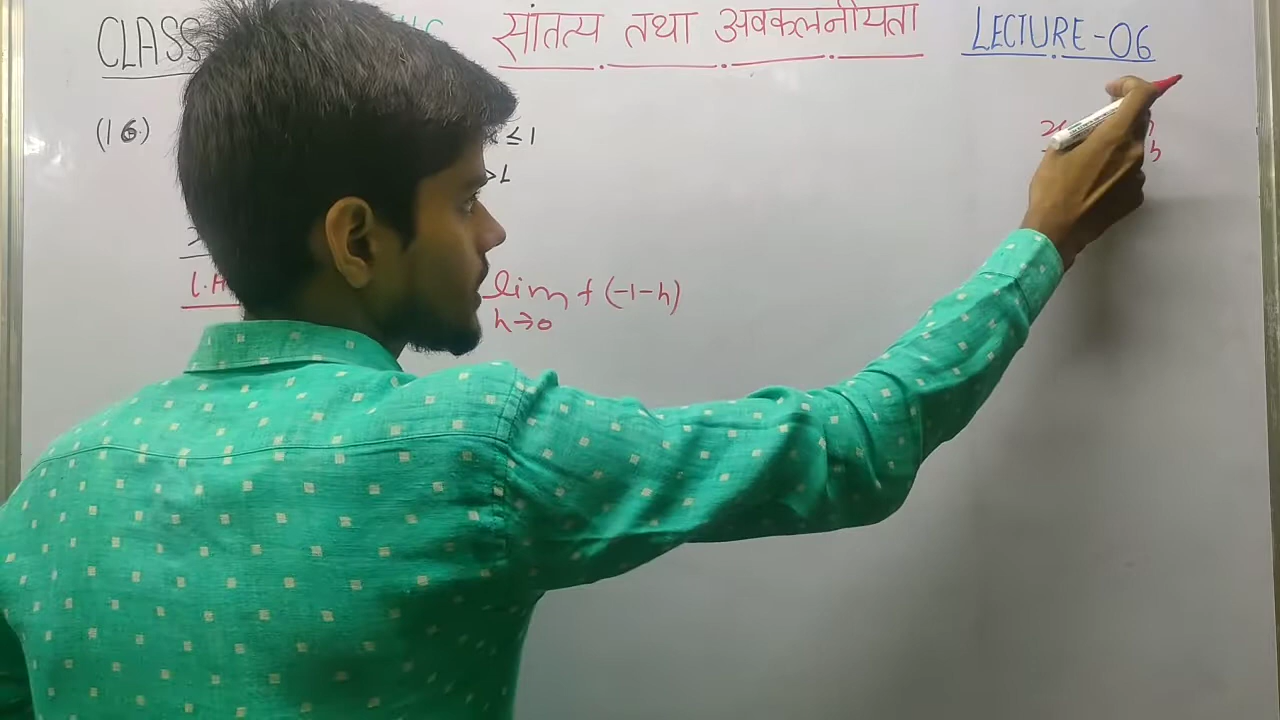 CLASS सांतत्य तथा अवकलनीयता LECTURE-06
(16)
≤1
>1
L.H
lim f(-1-h)
h→0